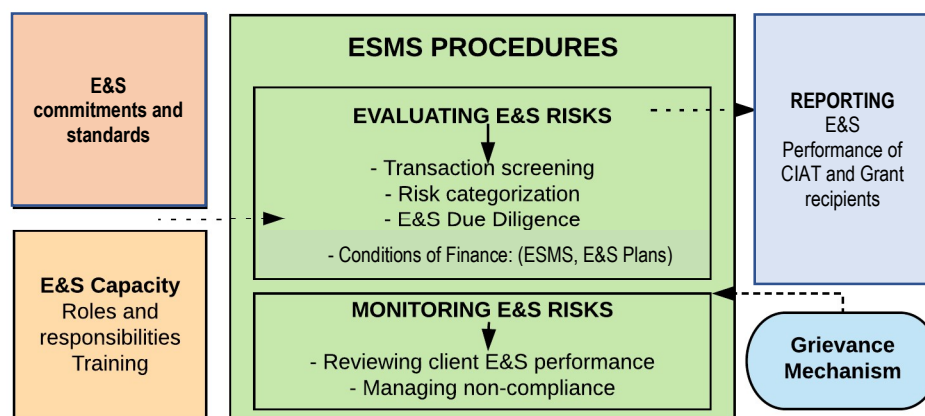 E&S
commitments and
standards
E&S Capacity
Roles and
responsibilities
Training
ESMS PROCEDURES
EVALUATING E&S RISKS
- Transaction screening
- Risk categorization
- E&S Due Diligence
- Conditions of Finance: (ESMS, E&S Plans)
MONITORING E&S RISKS
- Reviewing client E&S performance
- Managing non-compliance
REPORTING
E&S
Performance of
CIAT and Grant
recipients
Grievance
Mechanism